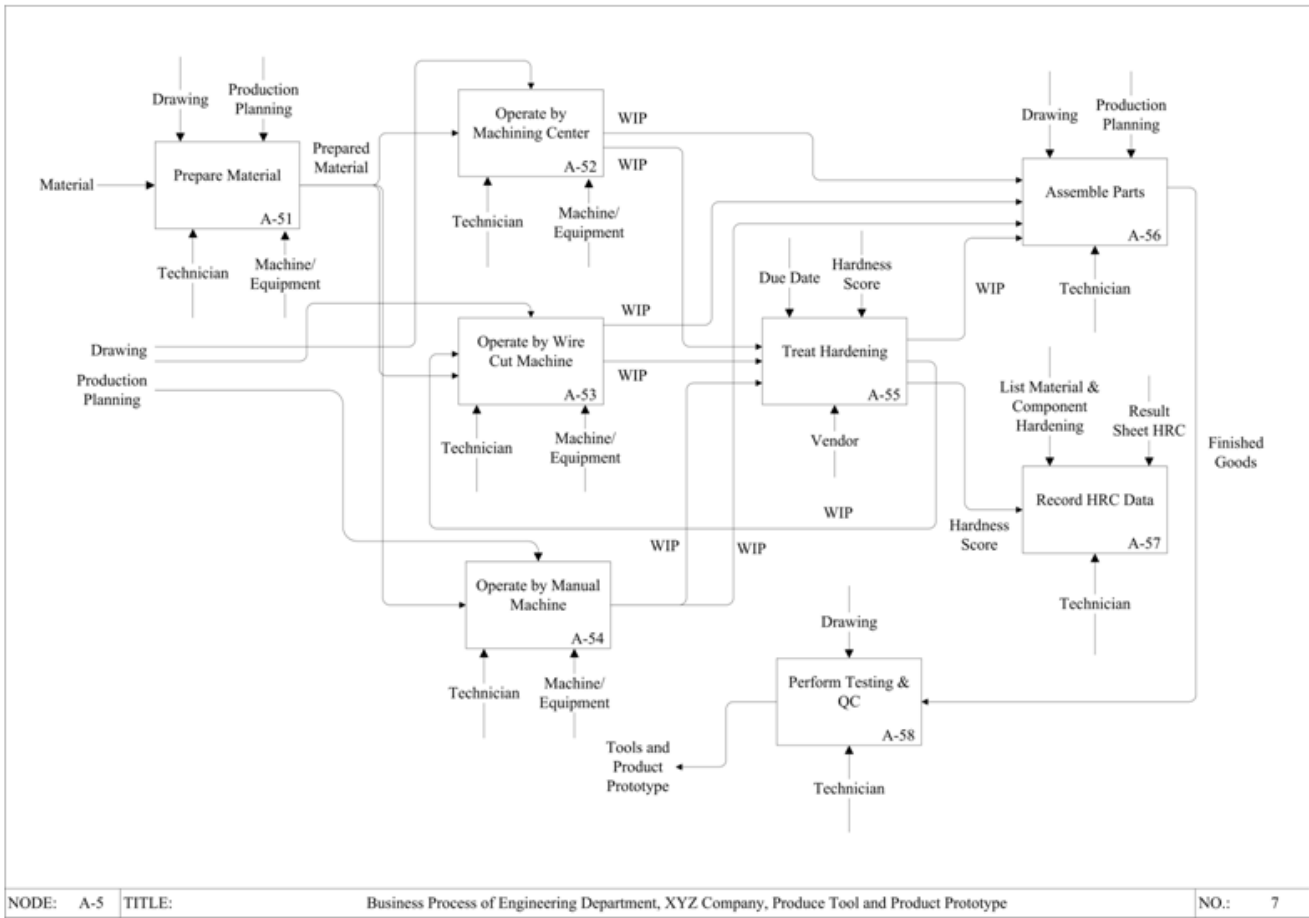 Drawing
Production
Planning
Material
Prepare Material
A-51
Technician
Machine/
Equipment
Prepared
Material
Operate by
Machining Center
A-52
Technician
Machine/
Equipment
WIP
WIP
Drawing
Production
Planning
Operate by Wire
Cut Machine
A-53
Technician
Machine/
Equipment
WIP
WIP
Operate by Manual
Machine
A-54
Technician
Machine/
Equipment
WIP
WIP
WIP
Due Date
Hardness
Score
Treat Hardening
A-55
Vendor
WIP
Hardness
Score
Drawing
Production
Planning
Assemble Parts
A-56
Technician
List Material &
Component
Hardening
Result
Sheet HRC
Record HRC Data
A-57
Technician
Finished
Goods
Drawing
Perform Testing &
QC
A-58
Technician
Tools and
Product
Prototype
NODE: A-5 TITLE: Business Process of Engineering Department, XYZ Company, Produce Tool and Product Prototype NO.: 7